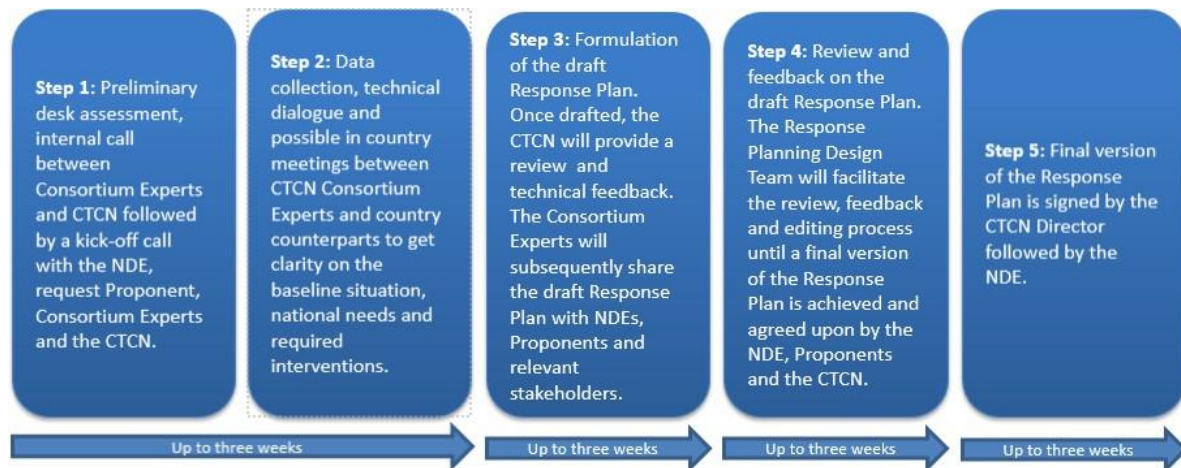 Step 1: Preliminary
desk assessment,
internal call
between
Consortium Experts
and CTCN followed
by a kick-off call
with the NDE,
request Proponent,
Consortium Experts
and the CTCN.
Step 2: Data
collection, technical
dialogue and
possible in country
meetings between
CTCN Consortium
Experts and country
counterparts to get
clarity on the
baseline situation,
national needs and
required
interventions.
Step 3: Formulation
of the draft
Response Plan.
Once drafted, the
CTCN will provide a
review and
technical feedback.
The Consortium
Experts will
subsequently share
the draft Response
Plan with NDEs,
Proponents and
relevant
stakeholders.
Step 4: Review and
feedback on the
draft Response Plan.
The Response
Planning Design
Team will facilitate
the review, feedback
and editing process
until a final version
of the Response
Plan is achieved and
agreed upon by the
NDE, Proponents
and the CTCN.
Step 5: Final version
of the Response
Plan is signed by the
CTCN Director
followed by the
NDE.
Up to three weeks
Up to three weeks
Up to three weeks
Up to three weeks